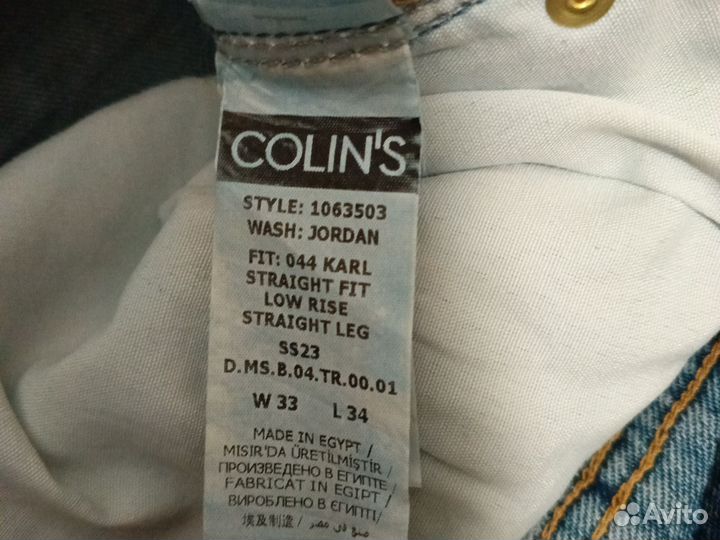 COLIN'S
STYLE: 1063503
WASH: JORDAN
FIT: 044 KARL
STRAIGHT FIT
LOW RISE
STRAIGHT LEG
SS23
D.MS.B.04.TR.00.01
W 33 L 34
MADE IN EGYPT /
MISIR'DA ÜRETİLMİŞTİR /
ПРОИЗВЕДЕНО В ЕГИПТЕ /
FABRICAT IN EGIPT /
ВИРОБЛЕНО В ЄГИПТІ /
埃及制造 / صنع في مصر
Avito